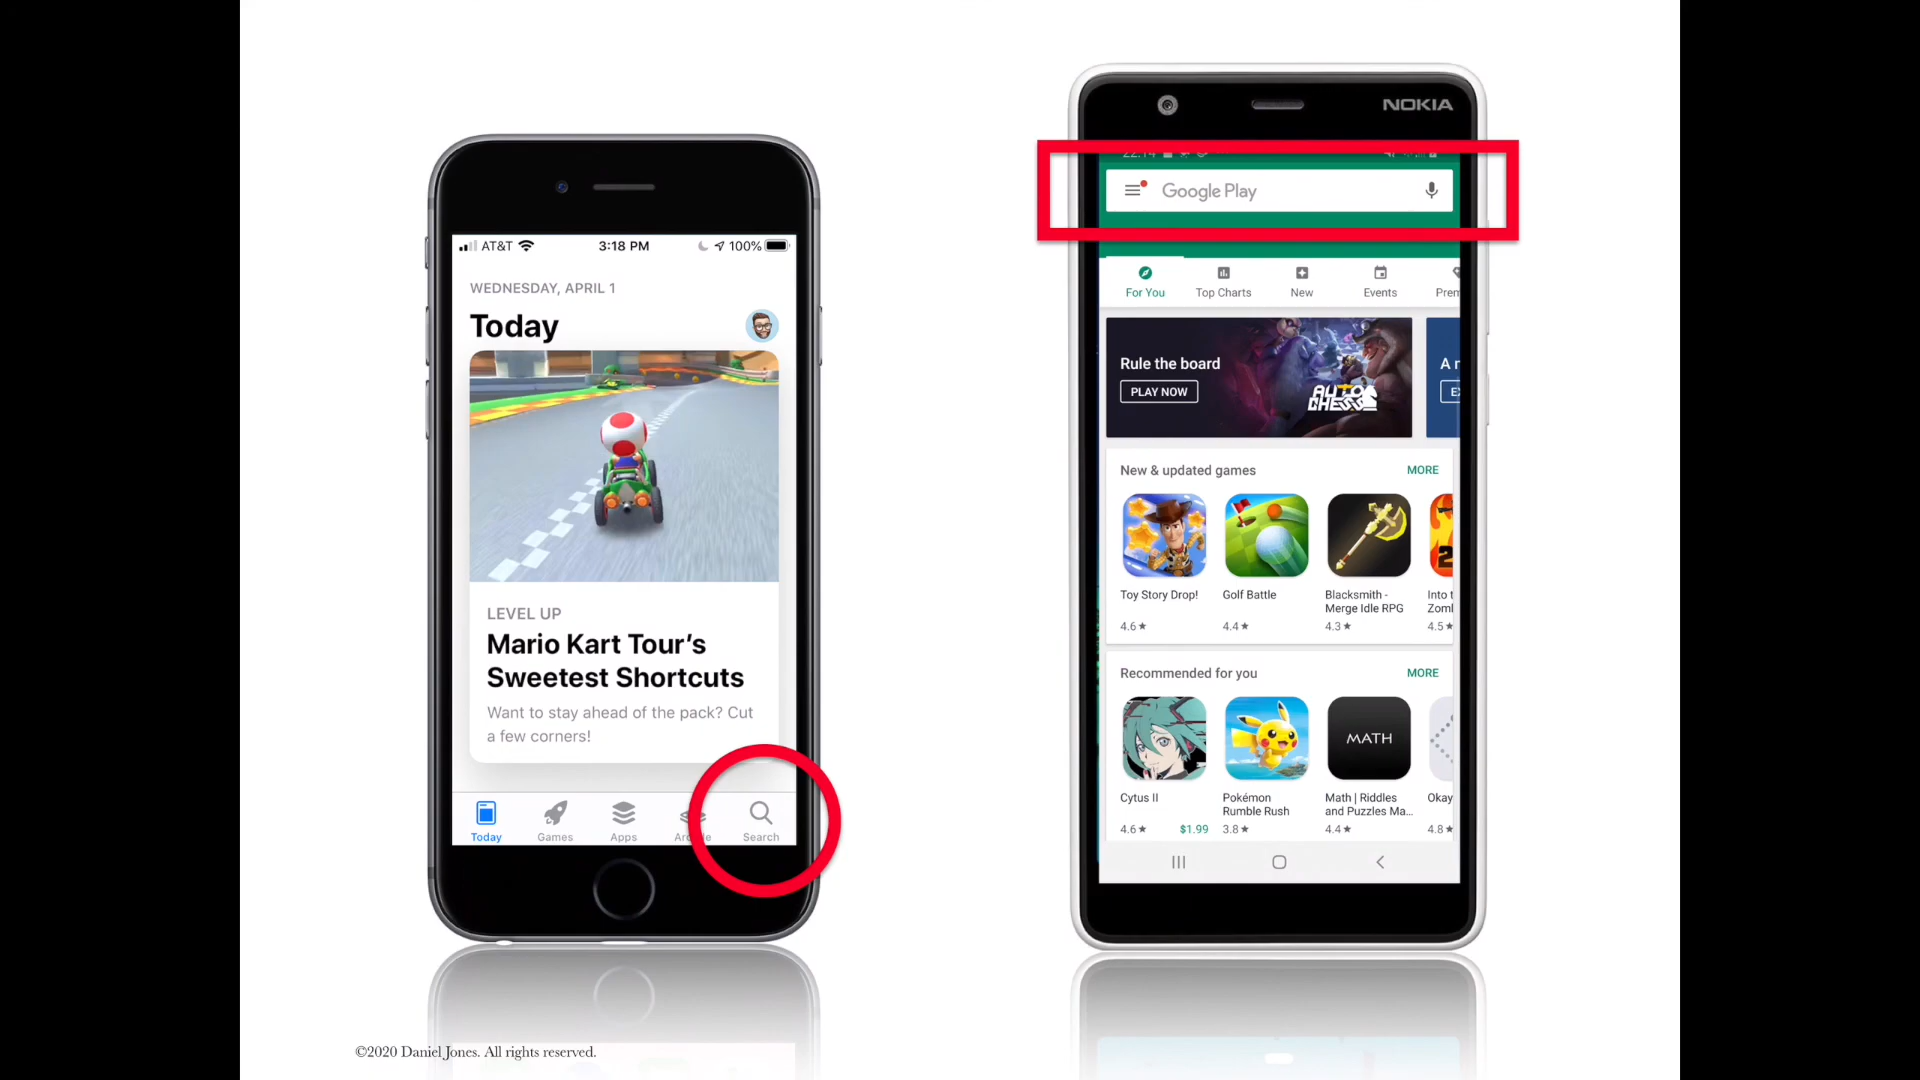 AT&T 3:18 PM 100%
WEDNESDAY, APRIL 1
Today
LEVEL UP
Mario Kart Tour’s
Sweetest Shortcuts
Want to stay ahead of the pack? Cut
a few corners!
Today Games Apps Search
NOKIA
Google Play
For You Top Charts New Events Prem
Rule the board
PLAY NOW
AUTO
CHESS
New & updated games MORE
Toy Story Drop! Golf Battle Blacksmith -
Merge Idle RPG
4.6★ 4.4★ 4.3★ 4.5★
Recommended for you MORE
MATH
Cytus II Pokémon
Rumble Rush Math | Riddles
and Puzzles Ma... Okay
4.6★ $1.99 3.8★ 4.4★ 4.8★
©2020 Daniel Jones. All rights reserved.